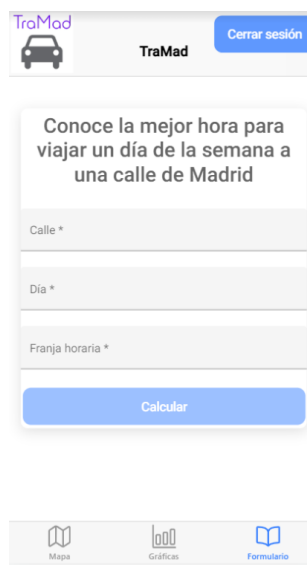 TraMad
TraMad
Cerrar sesión
Conoce la mejor hora para
viajar un día de la semana a
una calle de Madrid
Calle *
Día *
Franja horaria *
Calcular
Mapa
Gráficas
Formulario